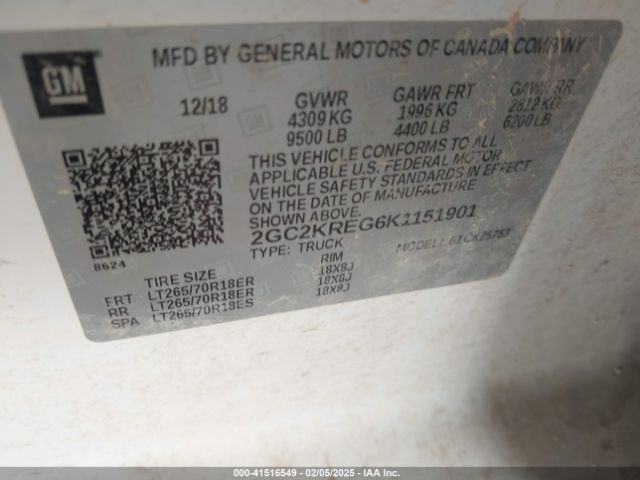 GM
MFD BY GENERAL MOTORS OF CANADA COMPANY
12/18 GVWR GAWR FRT GAWR RR
4309 KG 1996 KG 2812 KG
9500 LB 4400 LB 6200 LB
THIS VEHICLE CONFORMS TO ALL
APPLICABLE U.S. FEDERAL MOTOR
VEHICLE SAFETY STANDARDS IN EFFECT
ON THE DATE OF MANUFACTURE
SHOWN ABOVE.
2GC2KREG6K1151901
TYPE: TRUCK MODEL:
8624
TIRE SIZE RIM
FRT LT265/70R18ER 18X8J
RR LT265/70R18ER 18X8J
SPA LT265/70R18ES 18X8J
000-41516549 — 02/05/2025 — IAA Inc.